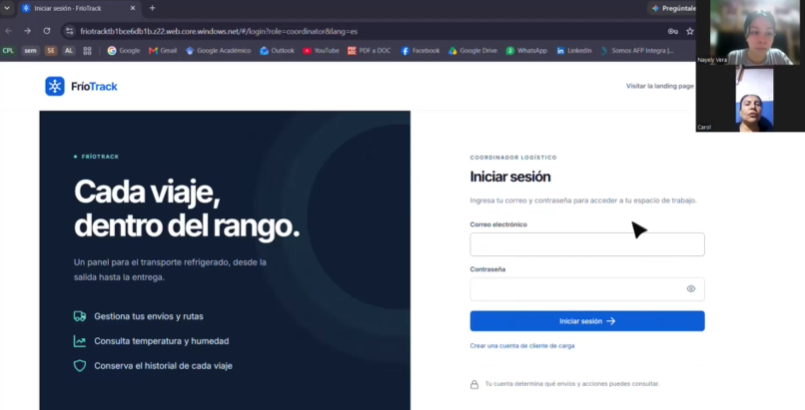 Iniciar sesión - FríoTrack
Pregúntale
friotracktb1bce6db1b.z22.web.core.windows.net/#/login?role=coordinator&lang=es
CPL
sem
SE
AL
Google
Gmail
Google Académico
Outlook
YouTube
PDF a DOC
Facebook
Google Drive
WhatsApp
LinkedIn
Somos AFP Integra |...
Nayely Vera
Carol
FríoTrack
Visitar la landing page
FRÍOTRACK
Cada viaje,
dentro del rango.
Un panel para el transporte refrigerado, desde la
salida hasta la entrega.
Gestiona tus envíos y rutas
Consulta temperatura y humedad
Conserva el historial de cada viaje
COORDINADOR LOGÍSTICO
Iniciar sesión
Ingresa tu correo y contraseña para acceder a tu espacio de trabajo.
Correo electrónico
Contraseña
Iniciar sesión
Crear una cuenta de cliente de carga
Tu cuenta determina qué envíos y acciones puedes consultar.